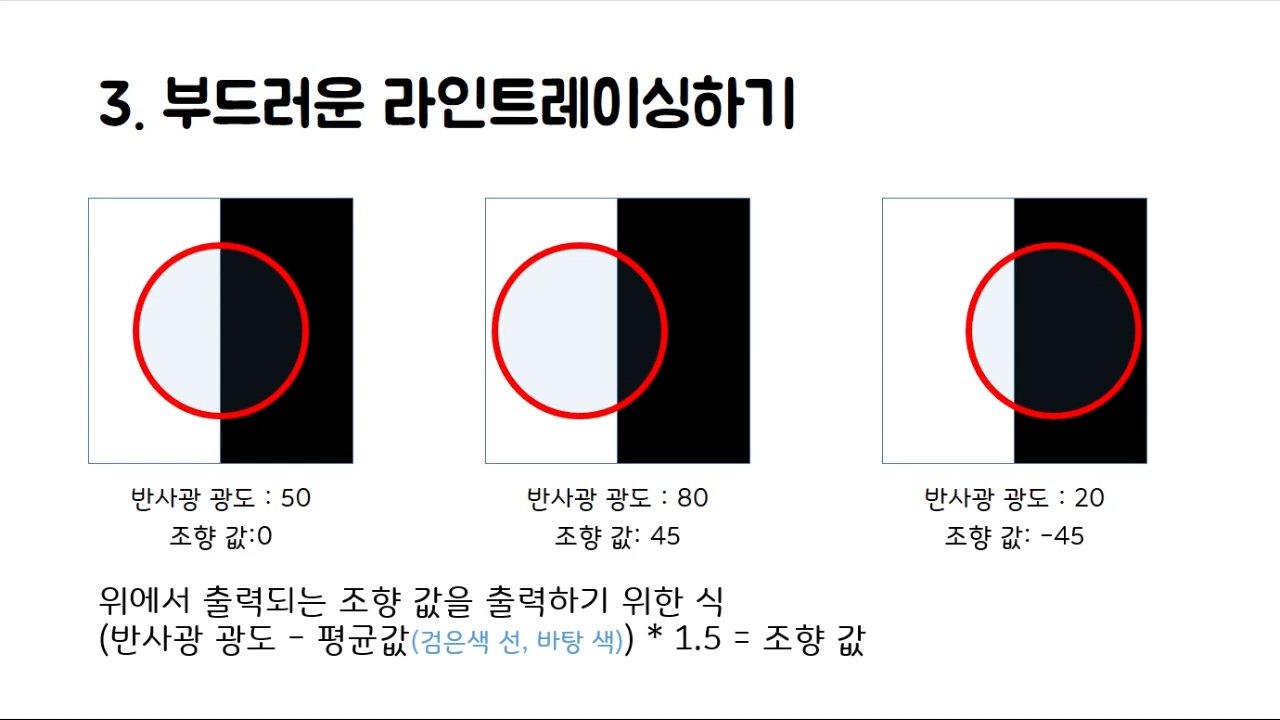 3. 부드러운 라인트레이싱하기
반사광 광도 : 50
조향 값:0
반사광 광도 : 80
조향 값: 45
반사광 광도 : 20
조향 값: -45
위에서 출력되는 조향 값을 출력하기 위한 식
(반사광 광도 - 평균값(검은색 선, 바탕 색)) * 1.5 = 조향 값